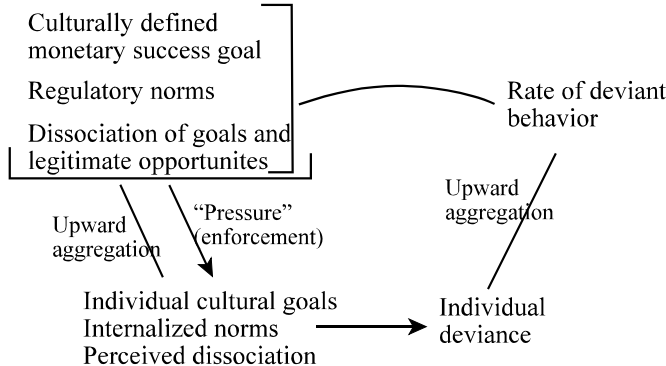 Culturally defined
monetary success goal
Regulatory norms
Dissociation of goals and
legitimate opportunites
Rate of deviant
behavior
Upward
aggregation
“Pressure”
(enforcement)
Upward
aggregation
Individual cultural goals
Internalized norms
Perceived dissociation
Individual
deviance